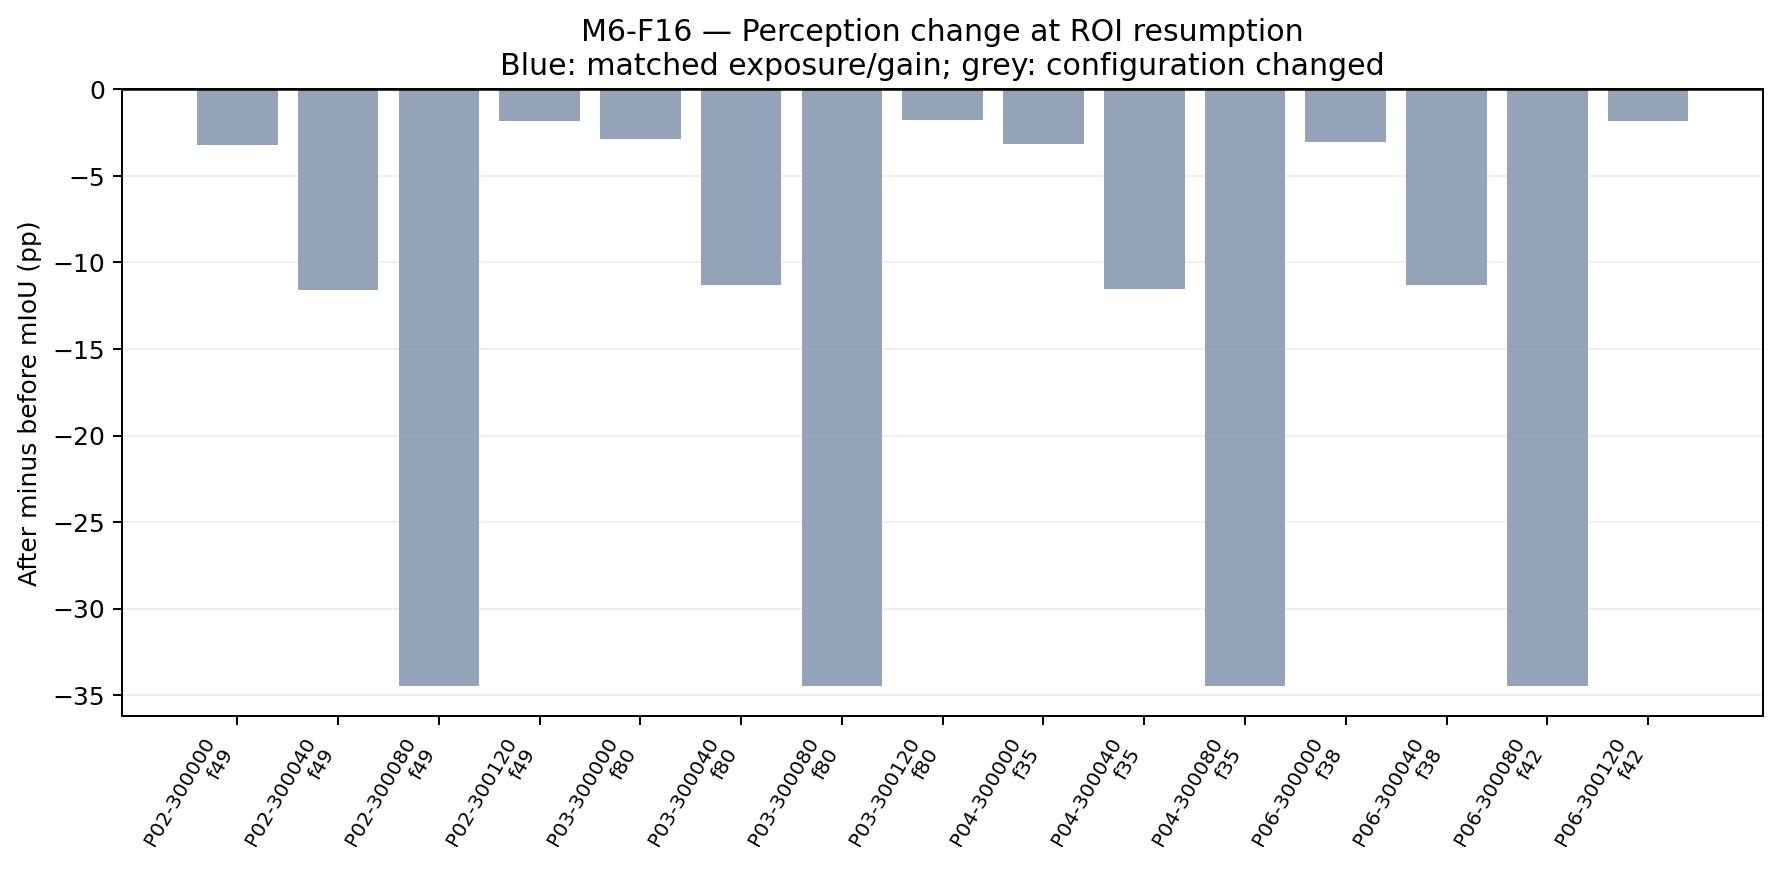 M6-F16 — Perception change at ROI resumption
Blue: matched exposure/gain; grey: configuration changed
After minus before mIoU (pp)
0
−5
−10
−15
−20
−25
−30
−35
P02-300000
f49
P02-300040
f49
P02-300080
f49
P02-300120
f49
P03-300000
f80
P03-300040
f80
P03-300080
f80
P03-300120
f80
P04-300000
f35
P04-300040
f35
P04-300080
f35
P06-300000
f38
P06-300040
f38
P06-300080
f42
P06-300120
f42